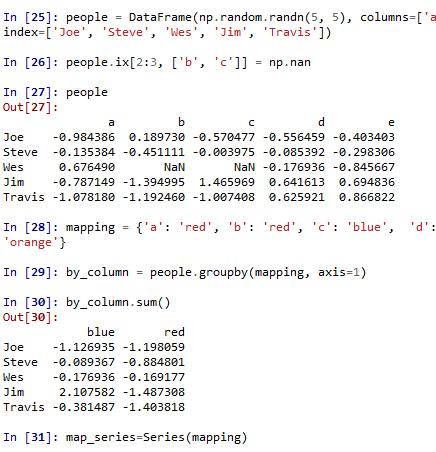 In [25]: people = DataFrame(np.random.randn(5, 5), columns=['a
index=['Joe', 'Steve', 'Wes', 'Jim', 'Travis'])
In [26]: people.ix[2:3, ['b', 'c']] = np.nan
In [27]: people
Out[27]:
a b c d e
Joe -0.984386 0.189730 -0.570477 -0.556459 -0.403403
Steve -0.135384 -0.451111 -0.003975 -0.085392 -0.298306
Wes 0.676490 NaN NaN -0.176936 -0.845667
Jim -0.787149 -1.394995 1.465969 0.641613 0.694836
Travis -1.078180 -1.192460 -1.007408 0.625921 0.866822
In [28]: mapping = {'a': 'red', 'b': 'red', 'c': 'blue', 'd':
'orange'}
In [29]: by_column = people.groupby(mapping, axis=1)
In [30]: by_column.sum()
Out[30]:
blue red
Joe -1.126935 -1.198059
Steve -0.089367 -0.884801
Wes -0.176936 -0.169177
Jim 2.107582 -1.487308
Travis -0.381487 -1.403818
In [31]: map_series=Series(mapping)